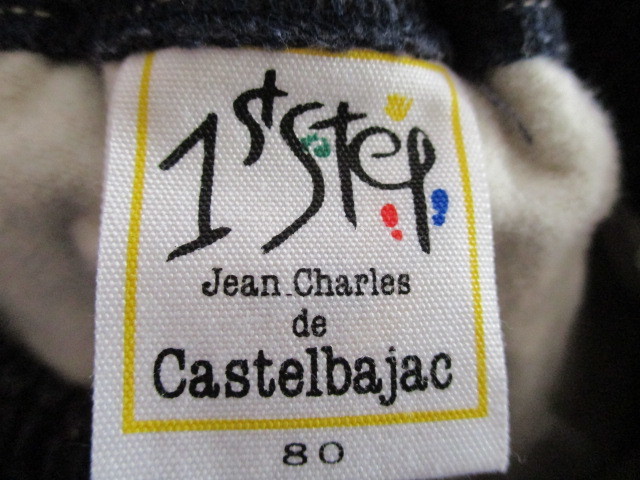 1st Step
Jean Charles
de
Castelbajac
80